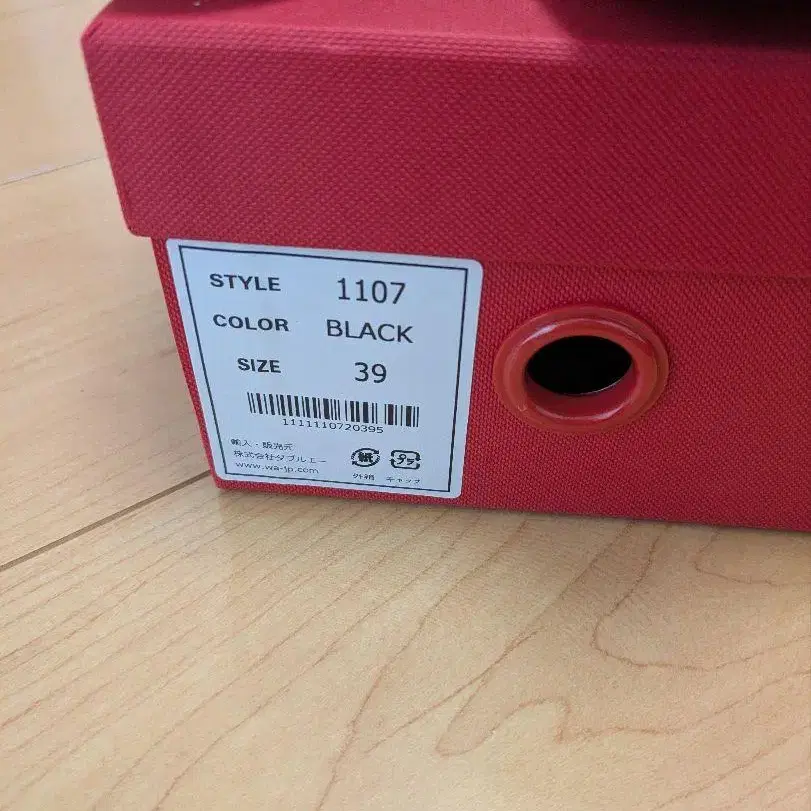 STYLE 1107
COLOR BLACK
SIZE 39
1111110720395
輸入・販売元
株式会社ダブルエー
www.wa-jp.com
紙 プラ
外箱 キャップ